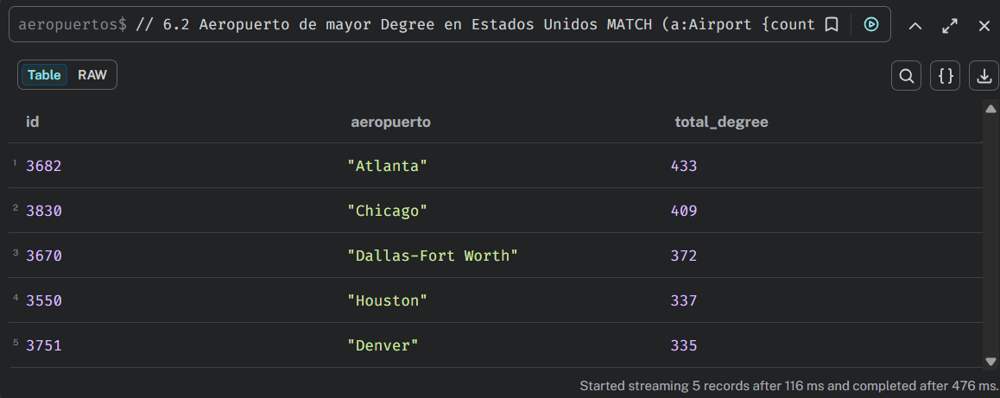 aeropuertos$ // 6.2 Aeropuerto de mayor Degree en Estados Unidos MATCH (a:Airport {count
Table RAW
{}
id aeropuerto total_degree
1 3682 "Atlanta" 433
2 3830 "Chicago" 409
3 3670 "Dallas-Fort Worth" 372
4 3550 "Houston" 337
5 3751 "Denver" 335
Started streaming 5 records after 116 ms and completed after 476 ms.